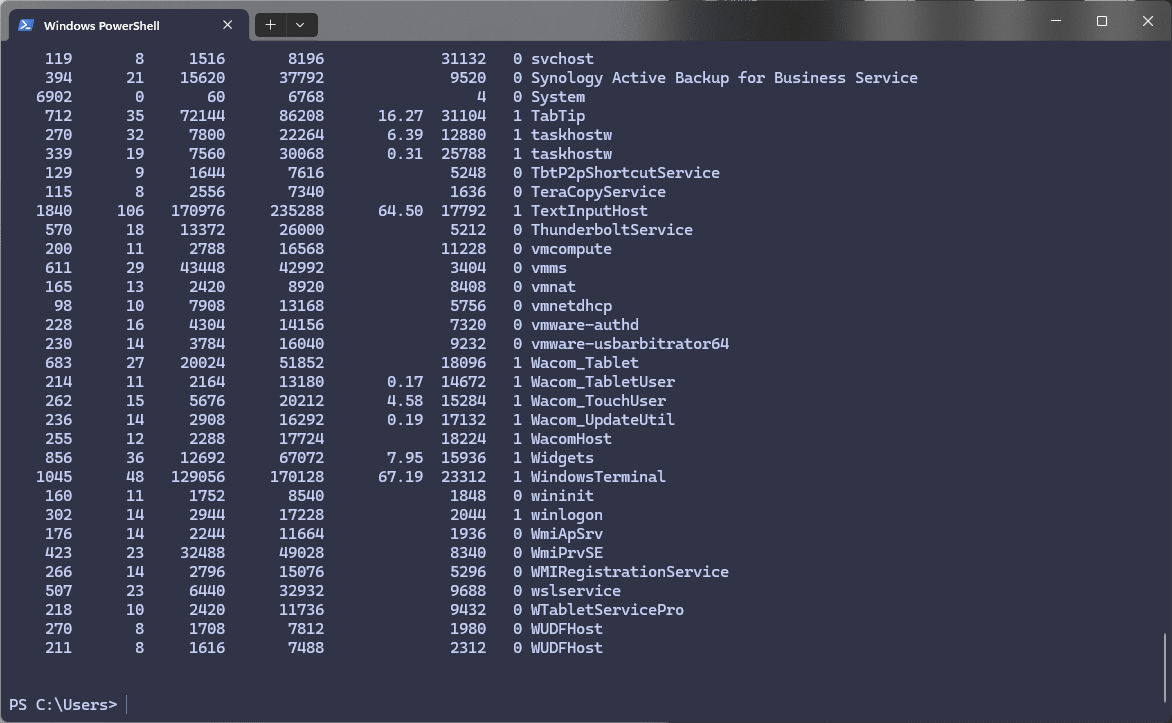 Windows PowerShell
119 8 1516 8196 31132 0 svchost
394 21 15620 37792 9520 0 Synology Active Backup for Business Service
6902 0 60 6768 4 0 System
712 35 72144 86208 16.27 31104 1 TabTip
270 32 7800 22264 6.39 12880 1 taskhostw
339 19 7560 30068 0.31 25788 1 taskhostw
129 9 1644 7616 5248 0 TbtP2pShortcutService
115 8 2556 7340 1636 0 TeraCopyService
1840 106 170976 235288 64.50 17792 1 TextInputHost
570 18 13372 26000 5212 0 ThunderboltService
200 11 2788 16568 11228 0 vmcompute
611 29 43448 42992 3404 0 vmms
165 13 2420 8920 8408 0 vmnat
98 10 7908 13168 5756 0 vmnetdhcp
228 16 4304 14156 7320 0 vmware-authd
230 14 3784 16040 9232 0 vmware-usbarbitrator64
683 27 20024 51852 18096 1 Wacom_Tablet
214 11 2164 13180 0.17 14672 1 Wacom_TabletUser
262 15 5676 20212 4.58 15284 1 Wacom_TouchUser
236 14 2908 16292 0.19 17132 1 Wacom_UpdateUtil
255 12 2288 17724 18224 1 WacomHost
856 36 12692 67072 7.95 15936 1 Widgets
1045 48 129056 170128 67.19 23312 1 WindowsTerminal
160 11 1752 8540 1848 0 wininit
302 14 2944 17228 2044 1 winlogon
176 14 2244 11664 1936 0 WmiApSrv
423 23 32488 49028 8340 0 WmiPrvSE
266 14 2796 15076 5296 0 WMIRegistrationService
507 23 6440 32932 9688 0 wslservice
218 10 2420 11736 9432 0 WTabletServicePro
270 8 1708 7812 1980 0 WUDFHost
211 8 1616 7488 2312 0 WUDFHost
PS C:\Users>